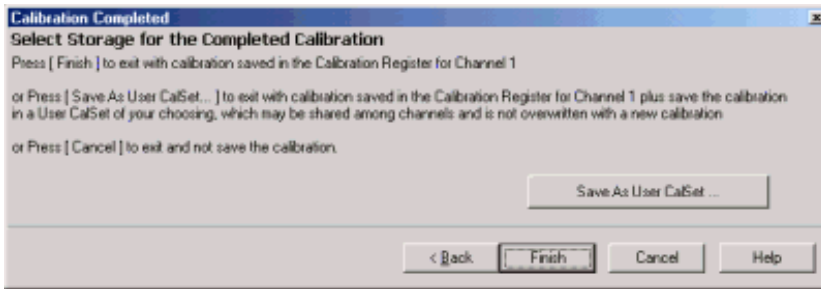 Calibration Completed
Select Storage for the Completed Calibration
Press [ Finish ] to exit with calibration saved in the Calibration Register for Channel 1
or Press [ Save As User CalSet... ] to exit with calibration saved in the Calibration Register for Channel 1 plus save the calibration
in a User CalSet of your choosing, which may be shared among channels and is not overwritten with a new calibration
or Press [ Cancel ] to exit and not save the calibration.
Save As User CalSet ...
< Back Finish Cancel Help